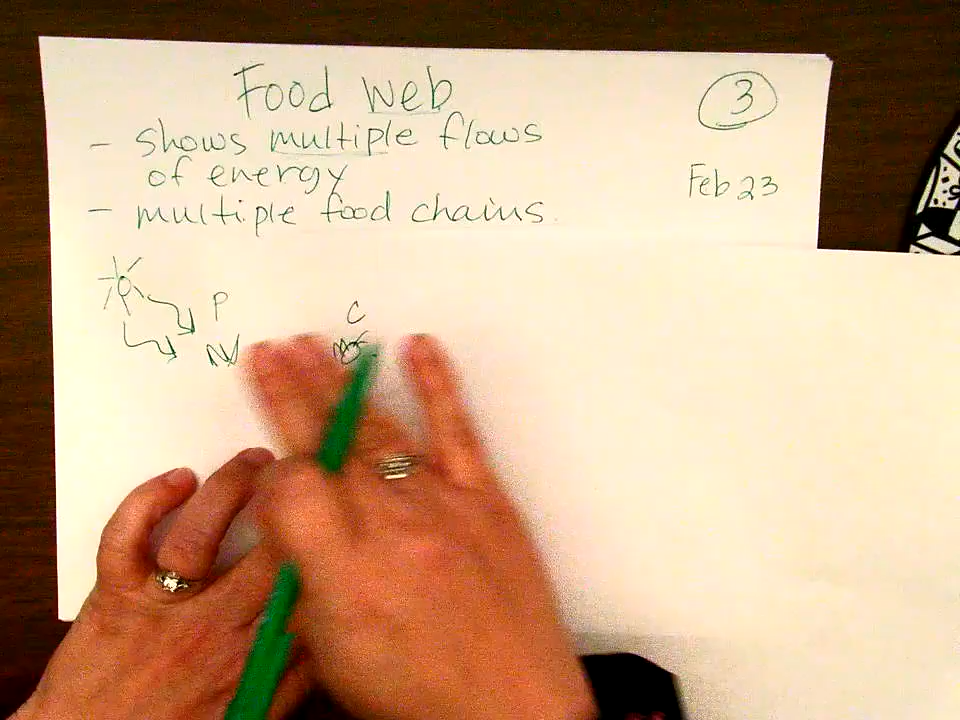 Food web
3
- shows multiple flows
of energy
Feb 23
- multiple food chains.
P
C